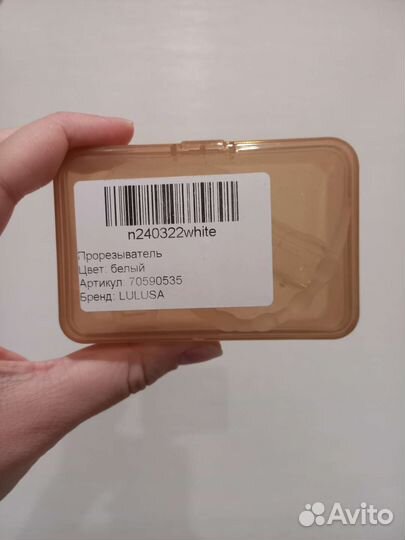 n240322white
Прорезыватель
Цвет: белый
Артикул: 70590535
Бренд: LULUSA
Avito